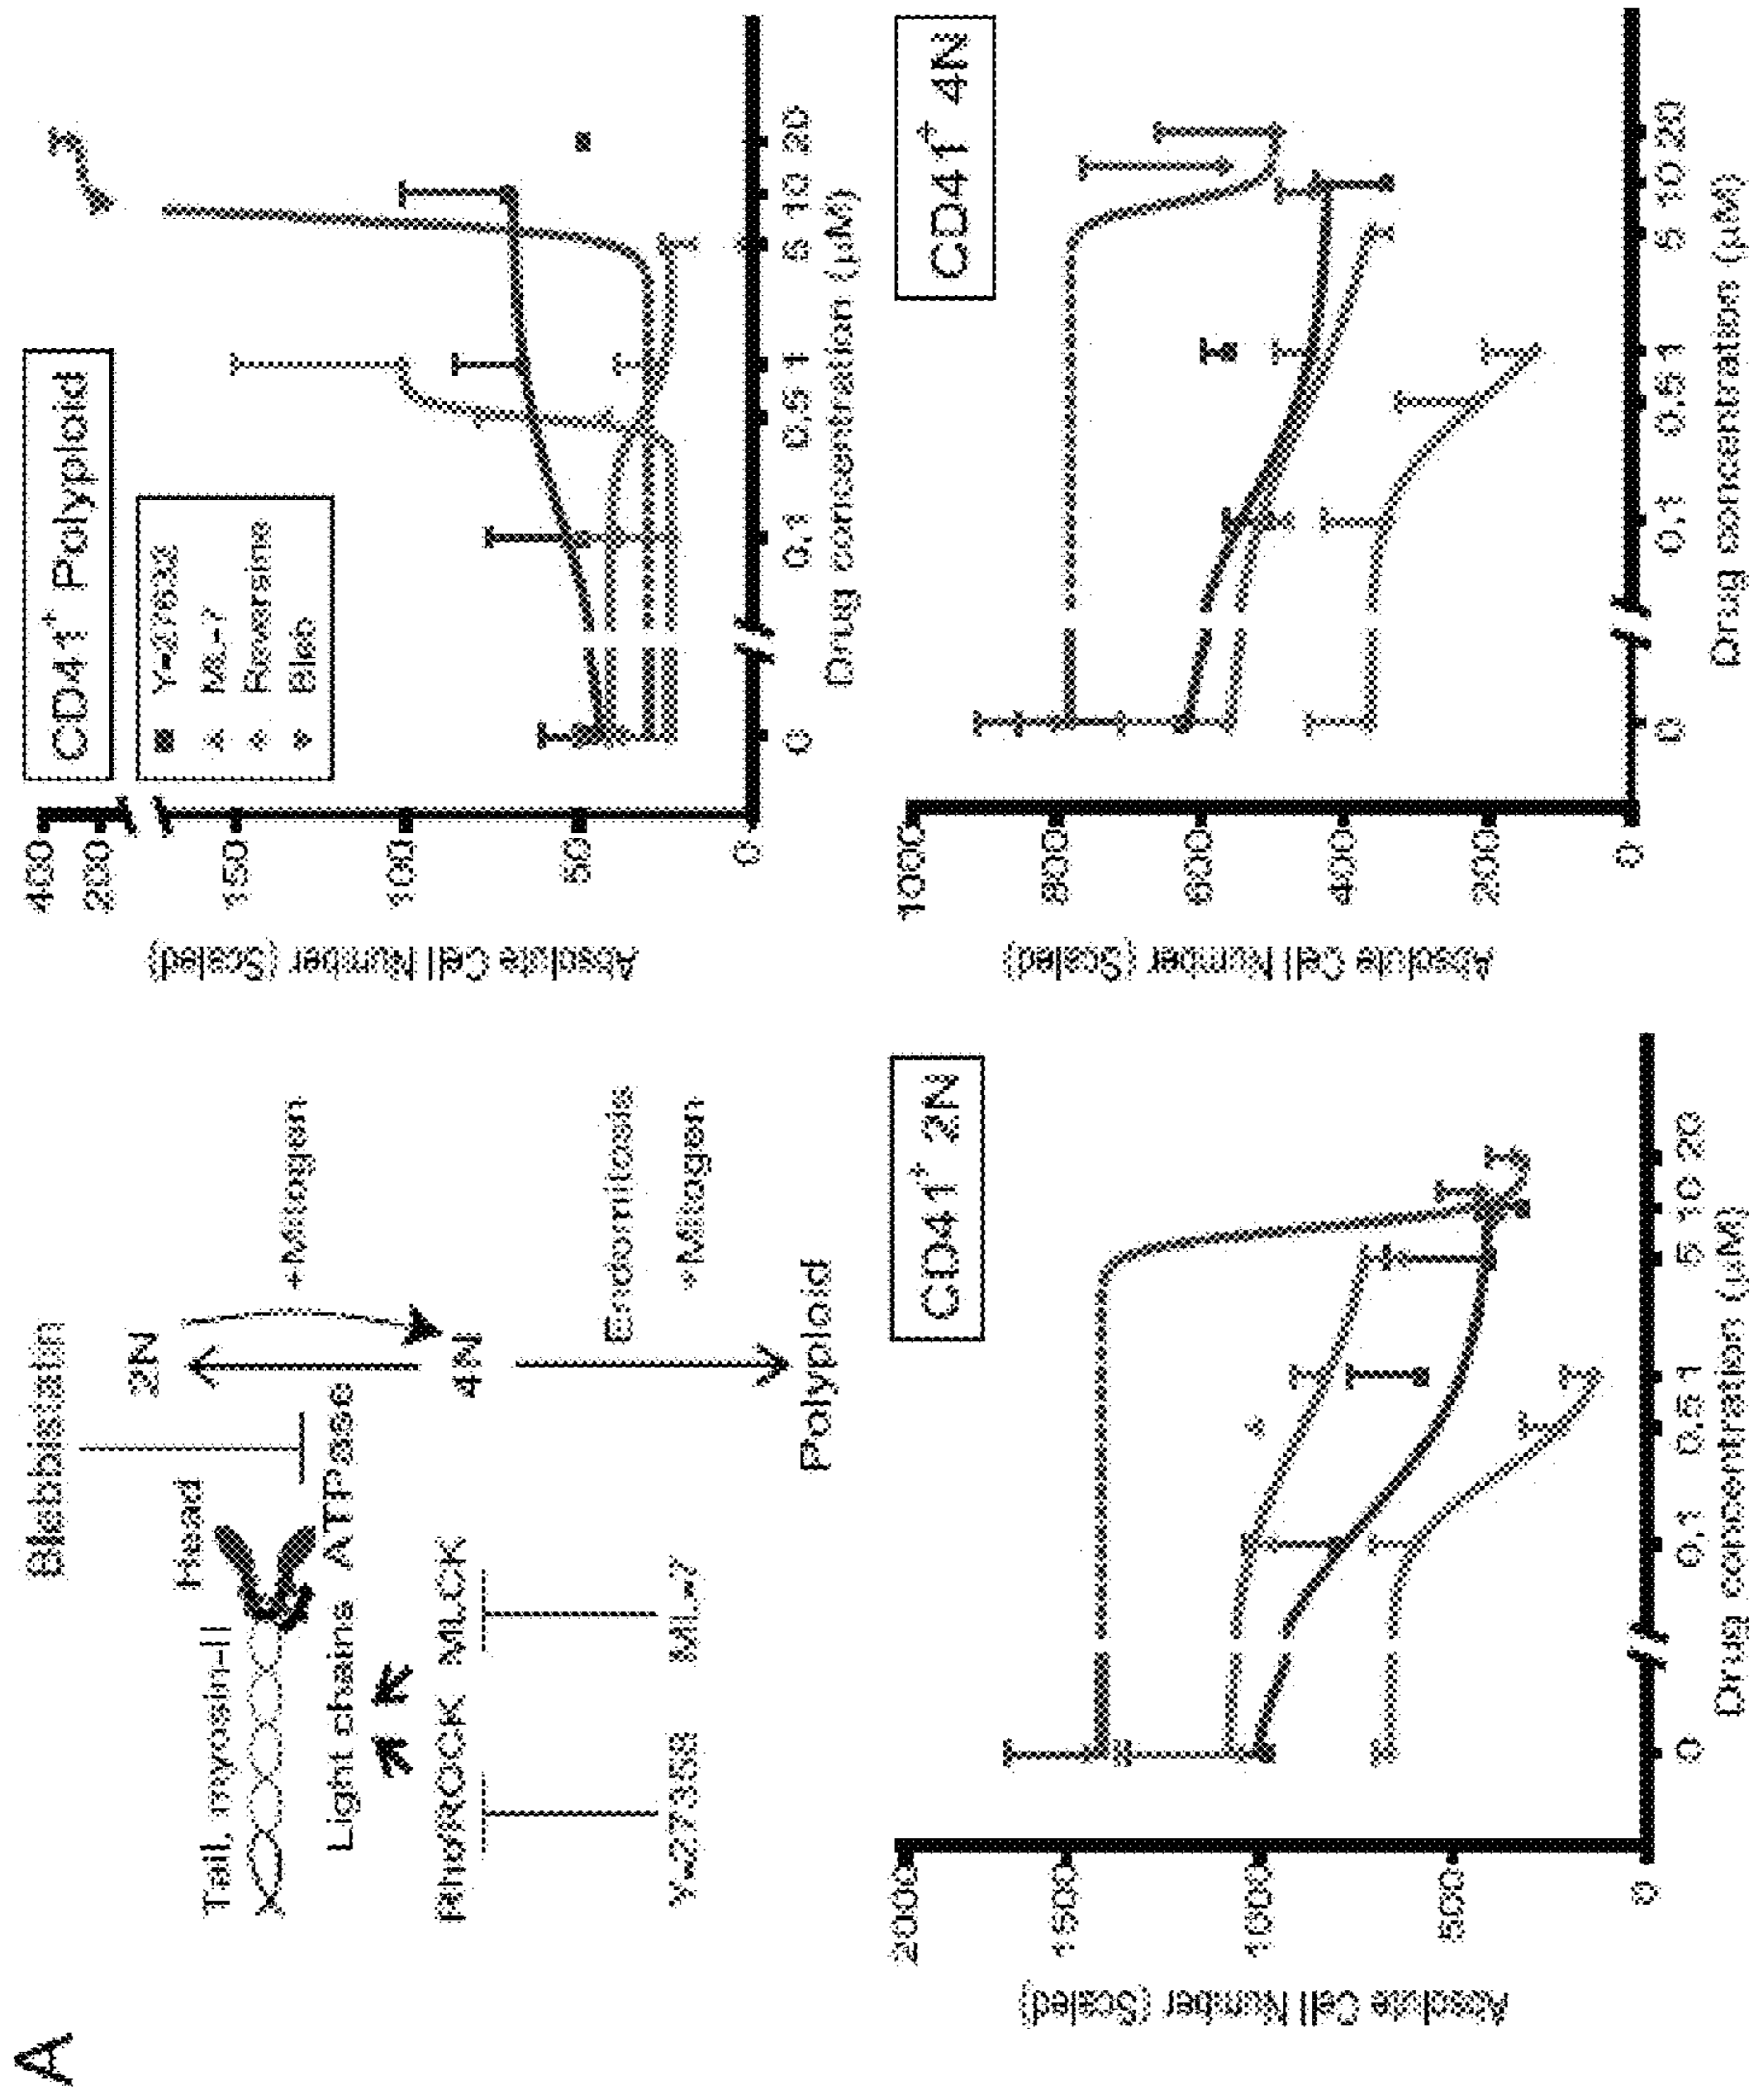 A
Blebbistatin
Tail, myosin-II
Head
2N
+Mitogen
Light chains
ATPase
4N
Rho/ROCK
MLCK
Endomitosis
+Mitogen
Y-27358
ML-7
Polyploid
CD41+ Polyploid
Y-27632
ML-7
Reversine
Bleb
Absolute Cell Number (Scaled)
400
200
150
100
50
0
0 0.1 0.5 1 5 10 20
Drug concentration (μM)
CD41+ 2N
Absolute Cell Number (Scaled)
2000
1500
1000
500
0
0 0.1 0.5 1 5 10 20
Drug concentration (μM)
CD41+ 4N
Absolute Cell Number (Scaled)
1000
800
600
400
200
0
0 0.1 0.5 1 5 10 20
Drug concentration (μM)